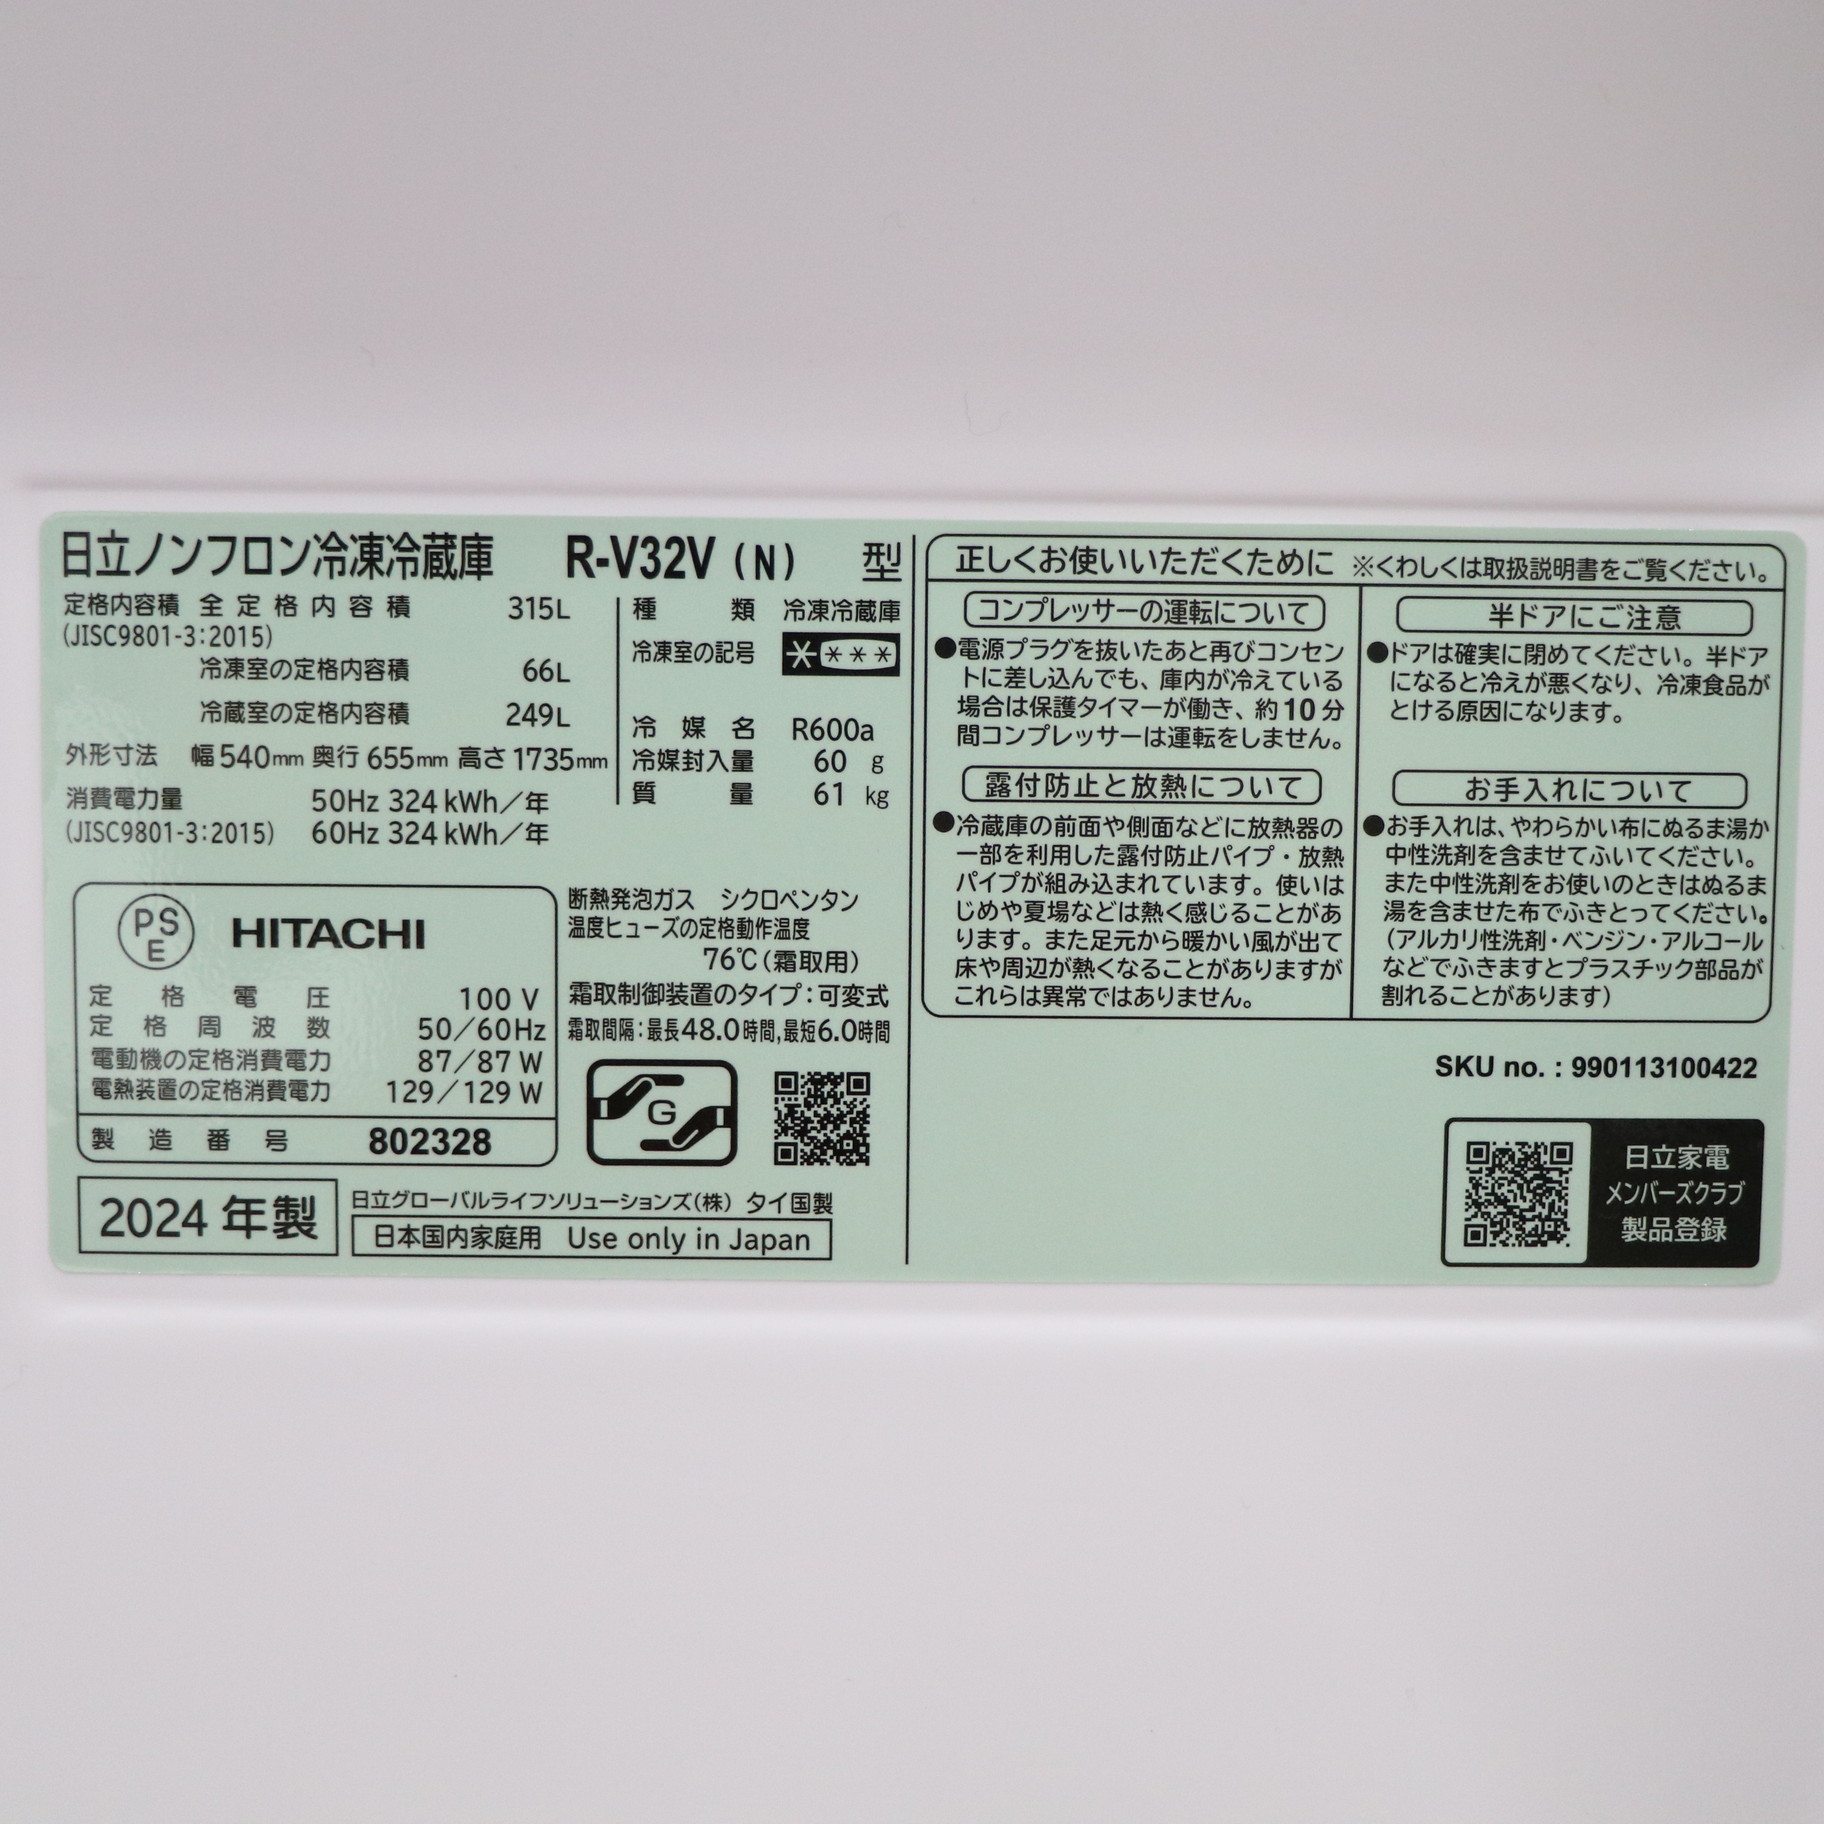 日立ノンフロン冷凍冷蔵庫 R-V32V (N) 型
定格内容積 全定格内容積 315L
(JISC9801-3:2015)
冷凍室の定格内容積 66L
冷蔵室の定格内容積 249L
外形寸法 幅540mm 奥行655mm 高さ1735mm
消費電力量 50Hz 324kWh／年
(JISC9801-3:2015) 60Hz 324kWh／年
種類 冷凍冷蔵庫
冷凍室の記号
冷媒名 R600a
冷媒封入量 60 g
質量 61 kg
PS
E
HITACHI
定格電圧 100 V
定格周波数 50／60Hz
電動機の定格消費電力 87／87 W
電熱装置の定格消費電力 129／129 W
製造番号 802328
断熱発泡ガス シクロペンタン
温度ヒューズの定格動作温度
76℃(霜取用)
霜取制御装置のタイプ:可変式
霜取間隔:最長48.0時間,最短6.0時間
G
2024年製
日立グローバルライフソリューションズ(株) タイ国製
日本国内家庭用 Use only in Japan
正しくお使いいただくために ※くわしくは取扱説明書をご覧ください。
コンプレッサーの運転について
●電源プラグを抜いたあと再びコンセン
トに差し込んでも、庫内が冷えている
場合は保護タイマーが働き、約10分
間コンプレッサーは運転をしません。
露付防止と放熱について
●冷蔵庫の前面や側面などに放熱器の
一部を利用した露付防止パイプ・放熱
パイプが組み込まれています。使いは
じめや夏場などは熱く感じることがあ
ります。また足元から暖かい風が出て
床や周辺が熱くなることがありますが
これらは異常ではありません。
半ドアにご注意
●ドアは確実に閉めてください。半ドア
になると冷えが悪くなり、冷凍食品が
とける原因になります。
お手入れについて
●お手入れは、やわらかい布にぬるま湯か
中性洗剤を含ませてふいてください。
また中性洗剤をお使いのときはぬるま
湯を含ませた布でふきとってください。
(アルカリ性洗剤・ベンジン・アルコール
などでふきますとプラスチック部品が
割れることがあります)
SKU no. : 990113100422
日立家電
メンバーズクラブ
製品登録